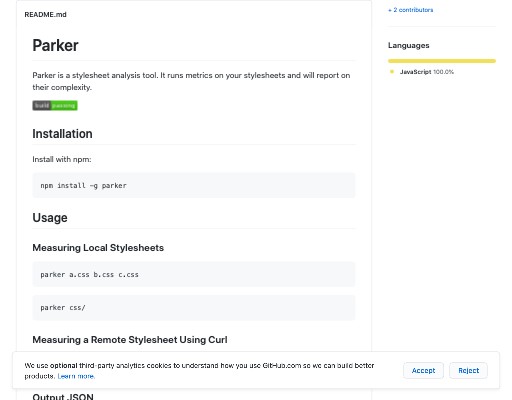 README.md
+ 2 contributors
Languages
JavaScript 100.0%
Parker
Parker is a stylesheet analysis tool. It runs metrics on your stylesheets and will report on
their complexity.
build passing
Installation
Install with npm:
npm install -g parker
Usage
Measuring Local Stylesheets
parker a.css b.css c.css
parker css/
Measuring a Remote Stylesheet Using Curl
We use optional third-party analytics cookies to understand how you use GitHub.com so we can build better
products. Learn more.
Accept
Reject
Output JSON